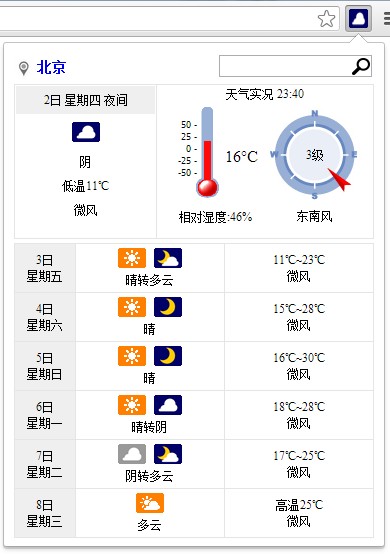 北京
2日 星期四 夜间
阴
低温11℃
微风
天气实况 23:40
50 -
25 -
0 -
-25 -
-50 -
16℃
相对湿度:46%
N
W
E
S
3级
东南风
3日
星期五
晴转多云
11℃~23℃
微风
4日
星期六
晴
15℃~28℃
微风
5日
星期日
晴
16℃~30℃
微风
6日
星期一
晴转阴
18℃~28℃
微风
7日
星期二
阴转多云
17℃~25℃
微风
8日
星期三
多云
高温25℃
微风